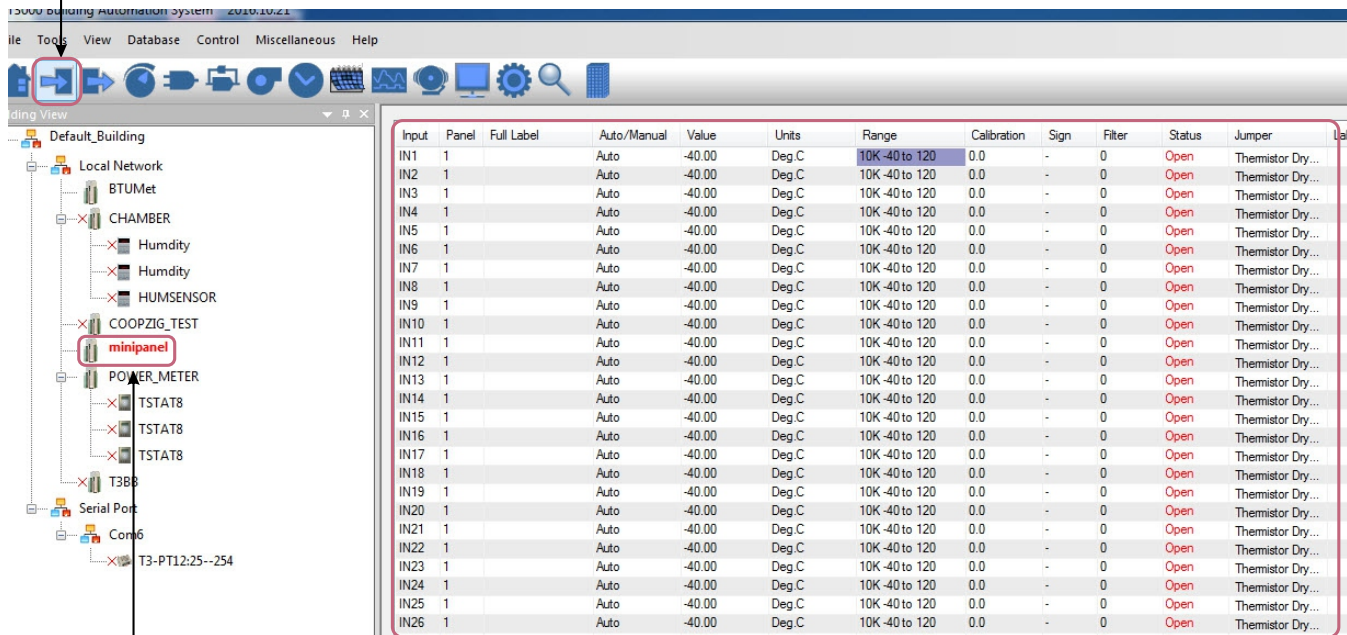 T3000 Building Automation System 2016.10.21
ile Tools View Database Control Miscellaneous Help
ilding View
Default_Building
Local Network
BTUMet
CHAMBER
Humdity
Humdity
HUMSENSOR
COOPZIG_TEST
minipanel
POWER_METER
TSTAT8
TSTAT8
TSTAT8
T3BB
Serial Port
Com6
T3-PT12:25--254
Input Panel Full Label Auto/Manual Value Units Range Calibration Sign Filter Status Jumper Lal
IN1 1 Auto -40.00 Deg.C 10K -40 to 120 0.0 - 0 Open Thermistor Dry...
IN2 1 Auto -40.00 Deg.C 10K -40 to 120 0.0 - 0 Open Thermistor Dry...
IN3 1 Auto -40.00 Deg.C 10K -40 to 120 0.0 - 0 Open Thermistor Dry...
IN4 1 Auto -40.00 Deg.C 10K -40 to 120 0.0 - 0 Open Thermistor Dry...
IN5 1 Auto -40.00 Deg.C 10K -40 to 120 0.0 - 0 Open Thermistor Dry...
IN6 1 Auto -40.00 Deg.C 10K -40 to 120 0.0 - 0 Open Thermistor Dry...
IN7 1 Auto -40.00 Deg.C 10K -40 to 120 0.0 - 0 Open Thermistor Dry...
IN8 1 Auto -40.00 Deg.C 10K -40 to 120 0.0 - 0 Open Thermistor Dry...
IN9 1 Auto -40.00 Deg.C 10K -40 to 120 0.0 - 0 Open Thermistor Dry...
IN10 1 Auto -40.00 Deg.C 10K -40 to 120 0.0 - 0 Open Thermistor Dry...
IN11 1 Auto -40.00 Deg.C 10K -40 to 120 0.0 - 0 Open Thermistor Dry...
IN12 1 Auto -40.00 Deg.C 10K -40 to 120 0.0 - 0 Open Thermistor Dry...
IN13 1 Auto -40.00 Deg.C 10K -40 to 120 0.0 - 0 Open Thermistor Dry...
IN14 1 Auto -40.00 Deg.C 10K -40 to 120 0.0 - 0 Open Thermistor Dry...
IN15 1 Auto -40.00 Deg.C 10K -40 to 120 0.0 - 0 Open Thermistor Dry...
IN16 1 Auto -40.00 Deg.C 10K -40 to 120 0.0 - 0 Open Thermistor Dry...
IN17 1 Auto -40.00 Deg.C 10K -40 to 120 0.0 - 0 Open Thermistor Dry...
IN18 1 Auto -40.00 Deg.C 10K -40 to 120 0.0 - 0 Open Thermistor Dry...
IN19 1 Auto -40.00 Deg.C 10K -40 to 120 0.0 - 0 Open Thermistor Dry...
IN20 1 Auto -40.00 Deg.C 10K -40 to 120 0.0 - 0 Open Thermistor Dry...
IN21 1 Auto -40.00 Deg.C 10K -40 to 120 0.0 - 0 Open Thermistor Dry...
IN22 1 Auto -40.00 Deg.C 10K -40 to 120 0.0 - 0 Open Thermistor Dry...
IN23 1 Auto -40.00 Deg.C 10K -40 to 120 0.0 - 0 Open Thermistor Dry...
IN24 1 Auto -40.00 Deg.C 10K -40 to 120 0.0 - 0 Open Thermistor Dry...
IN25 1 Auto -40.00 Deg.C 10K -40 to 120 0.0 - 0 Open Thermistor Dry...
IN26 1 Auto -40.00 Deg.C 10K -40 to 120 0.0 - 0 Open Thermistor Dry...